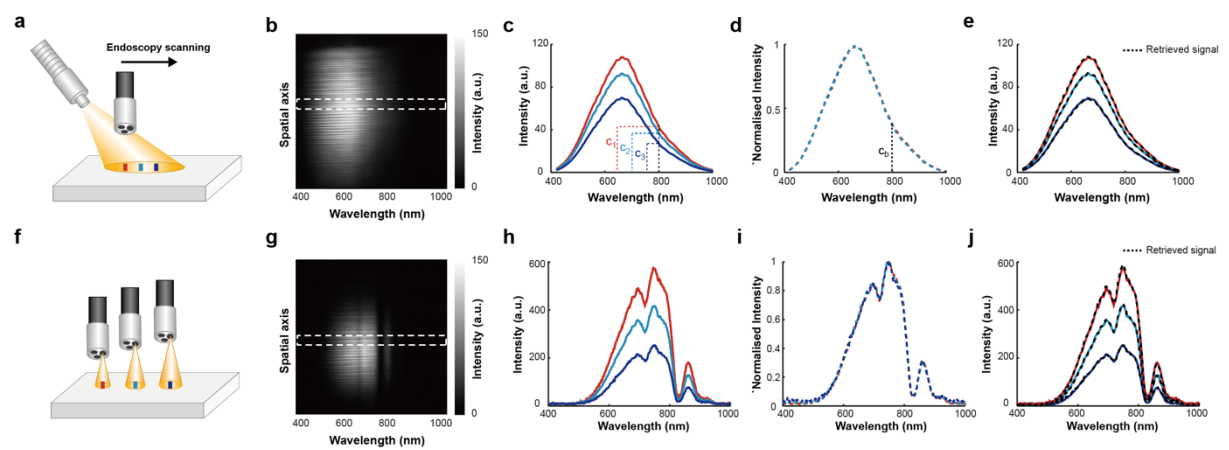 a
Endoscopy scanning
b
Spatial axis
400 600 800 1000
Wavelength (nm)
150
0
Intensity (a.u.)
c
Intensity (a.u.)
120
80
40
0
C1
C2
C3
400 600 800 1000
Wavelength (nm)
d
`Normalised Intensity
1
0.5
0
Cb
400 600 800 1000
Wavelength (nm)
e
Retrieved signal
Intensity (a.u.)
120
80
40
0
400 600 800 1000
Wavelength (nm)
f
g
Spatial axis
400 600 800 1000
Wavelength (nm)
150
0
Intensity (a.u.)
h
Intensity (a.u.)
600
400
200
0
400 600 800 1000
Wavelength (nm)
i
`Normalised Intensity
1
0.8
0.6
0.4
0.2
0
400 600 800 1000
Wavelength (nm)
j
Retrieved signal
Intensity (a.u.)
600
400
200
0
400 600 800 1000
Wavelength (nm)